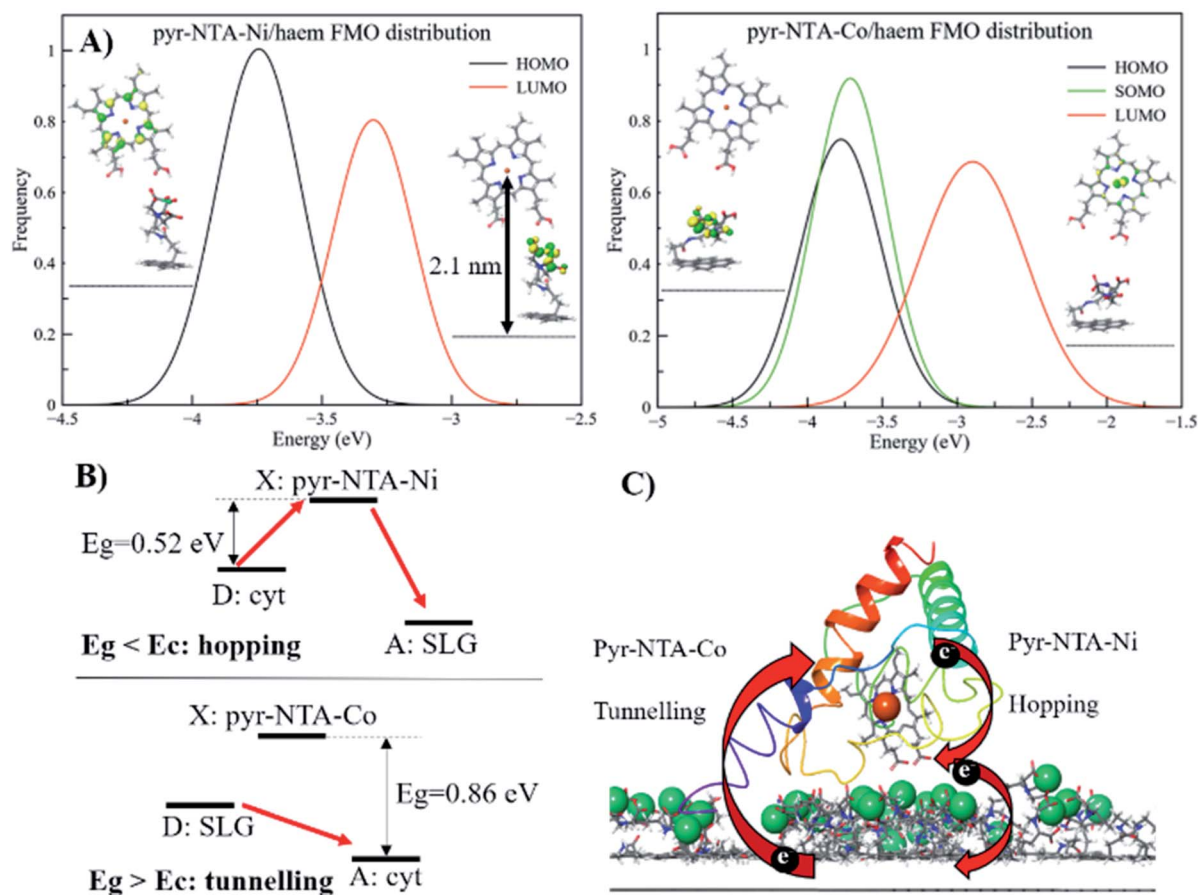 A)
pyr-NTA-Ni/haem FMO distribution
HOMO
LUMO
2.1 nm
Frequency
1
0.8
0.6
0.4
0.2
0
−4.5
−4
−3.5
−3
−2.5
Energy (eV)
pyr-NTA-Co/haem FMO distribution
HOMO
SOMO
LUMO
Frequency
1
0.8
0.6
0.4
0.2
0
−5
−4.5
−4
−3.5
−3
−2.5
−2
−1.5
Energy (eV)
B)
X: pyr-NTA-Ni
Eg=0.52 eV
D: cyt
A: SLG
Eg < Ec: hopping
X: pyr-NTA-Co
Eg=0.86 eV
D: SLG
A: cyt
Eg > Ec: tunnelling
C)
Pyr-NTA-Co
Tunnelling
Pyr-NTA-Ni
Hopping
e-
e-
e-